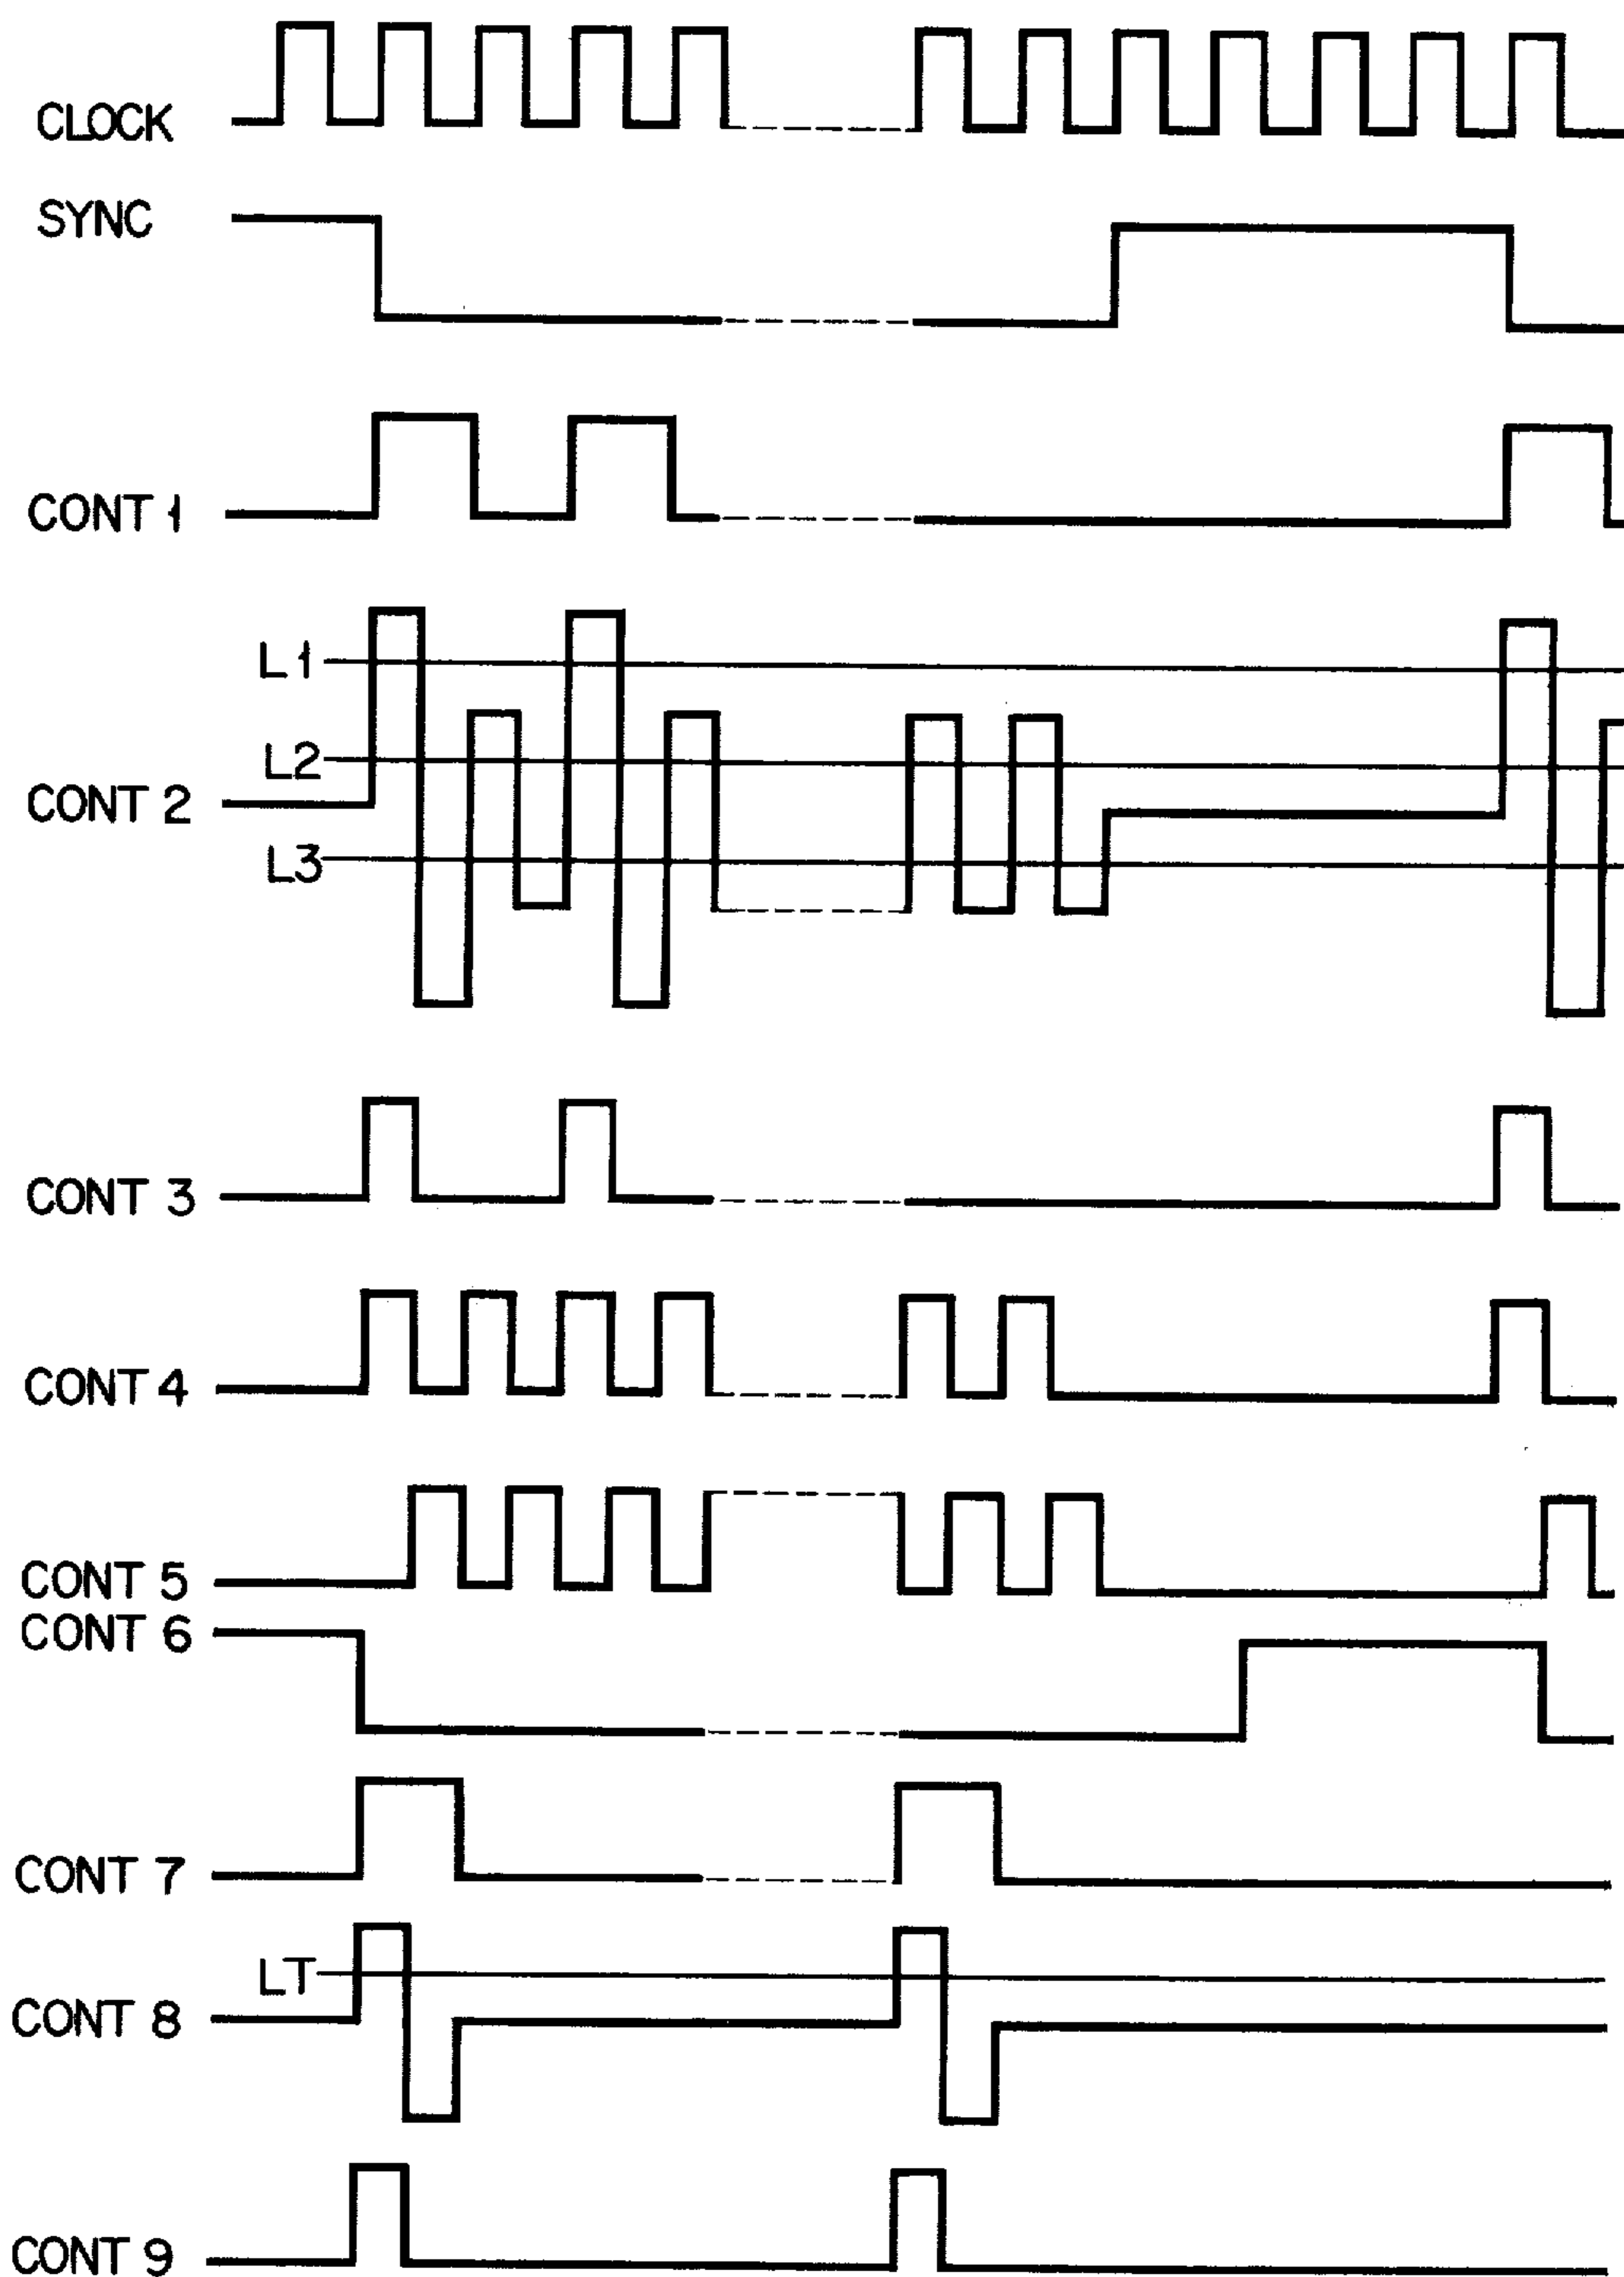 CLOCK
SYNC
CONT 1
L1
L2
CONT 2
L3
CONT 3
CONT 4
CONT 5
CONT 6
CONT 7
LT
CONT 8
CONT 9